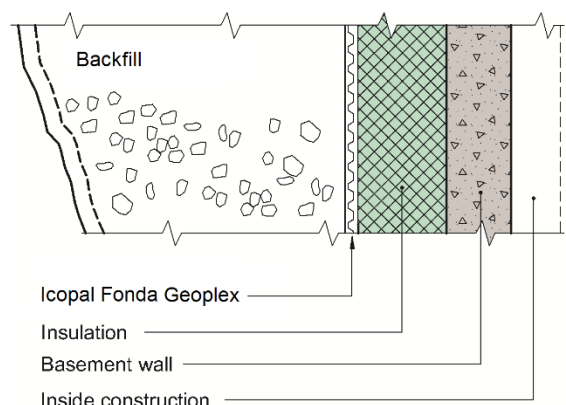 Backfill
Icopal Fonda Geoplex
Insulation
Basement wall
Inside construction